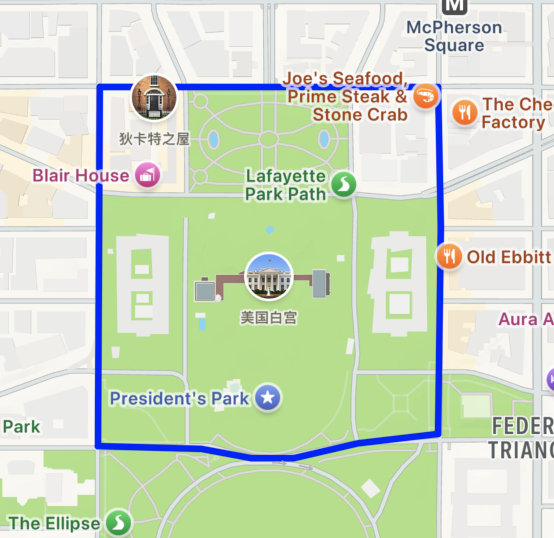 M
McPherson
Square
Joe's Seafood,
Prime Steak &
Stone Crab
The Che
Factory
狄卡特之屋
Blair House
Lafayette
Park Path
Old Ebbitt
美国白宫
Aura A
President's Park
Park
FEDER
TRIANG
The Ellipse